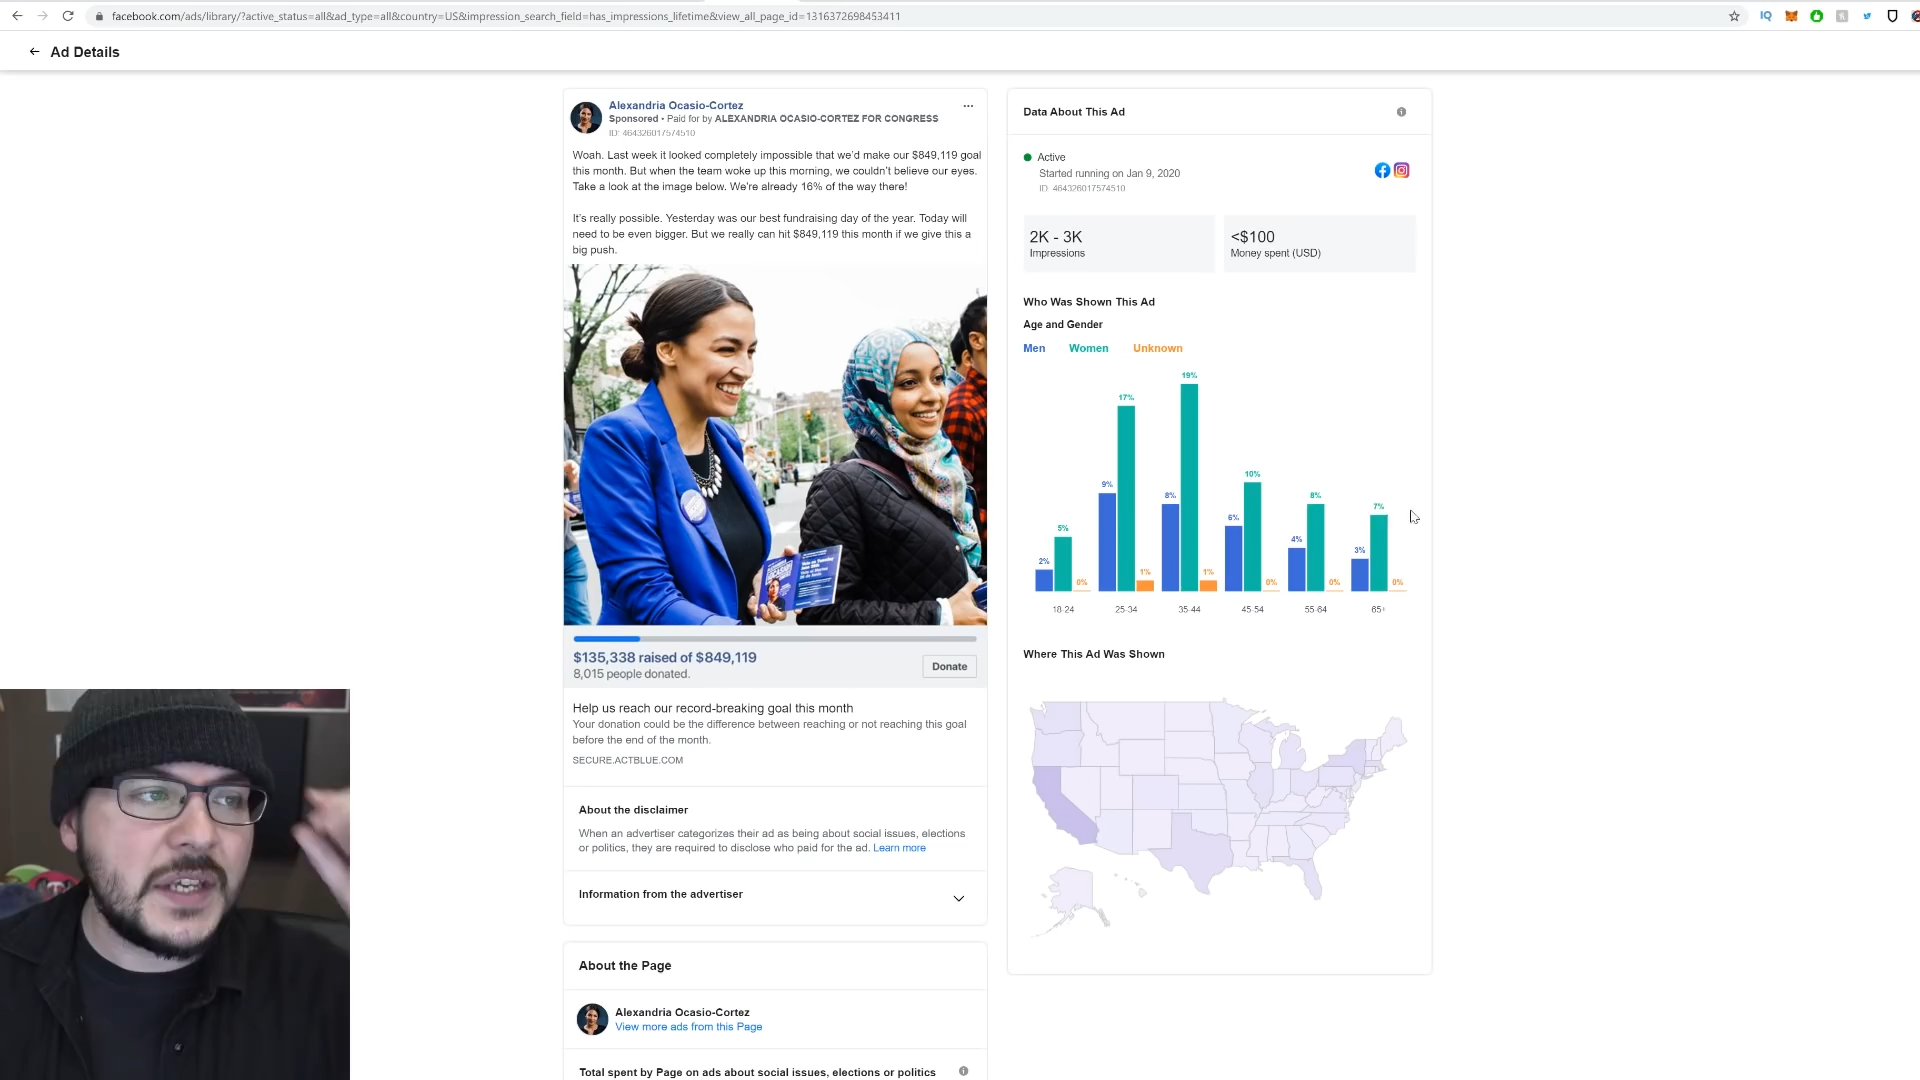 facebook.com/ads/library/?active_status=all&ad_type=all&country=US&impression_search_field=has_impressions_lifetime&view_all_page_id=1316372698453411
IQ
Ad Details
Alexandria Ocasio-Cortez
Sponsored • Paid for by ALEXANDRIA OCASIO-CORTEZ FOR CONGRESS
ID: 464326017574510
Woah. Last week it looked completely impossible that we'd make our $849,119 goal
this month. But when the team woke up this morning, we couldn't believe our eyes.
Take a look at the image below. We're already 16% of the way there!
It's really possible. Yesterday was our best fundraising day of the year. Today will
need to be even bigger. But we really can hit $849,119 this month if we give this a
big push.
$135,338 raised of $849,119
8,015 people donated.
Donate
Help us reach our record-breaking goal this month
Your donation could be the difference between reaching or not reaching this goal
before the end of the month.
SECURE.ACTBLUE.COM
About the disclaimer
When an advertiser categorizes their ad as being about social issues, elections
or politics, they are required to disclose who paid for the ad. Learn more
Information from the advertiser
About the Page
Alexandria Ocasio-Cortez
View more ads from this Page
Total spent by Page on ads about social issues, elections or politics
Data About This Ad
Active
Started running on Jan 9, 2020
ID: 464326017574510
2K - 3K
Impressions
<$100
Money spent (USD)
Who Was Shown This Ad
Age and Gender
Men Women Unknown
2% 5% 0%
9% 17% 1%
8% 19% 1%
6% 10% 0%
4% 8% 0%
3% 7% 0%
18-24 25-34 35-44 45-54 55-64 65+
Where This Ad Was Shown